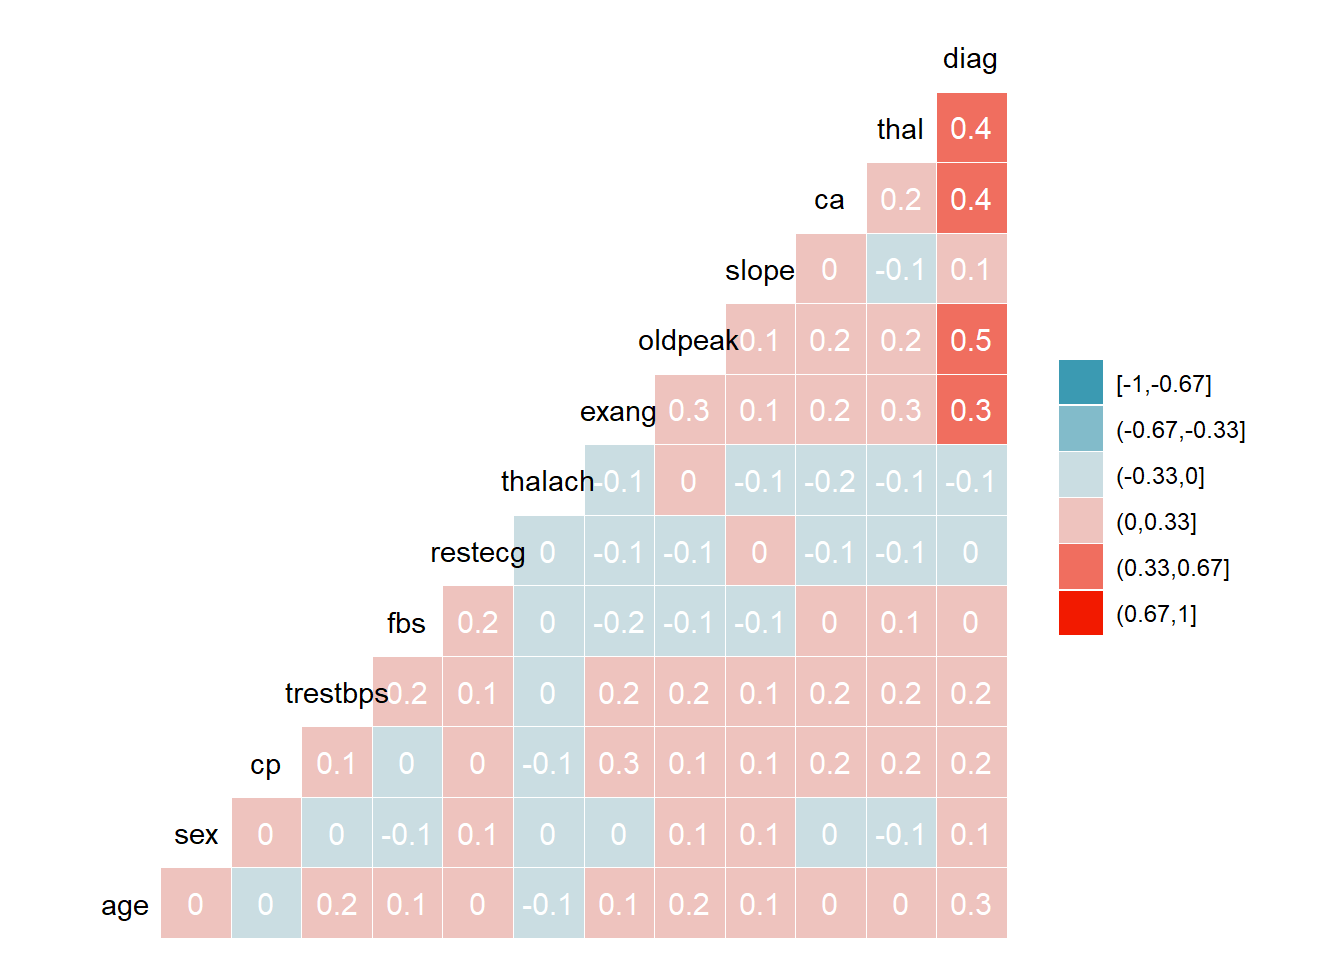 diag
thal 0.4
ca 0.2 0.4
slope 0 -0.1 0.1
oldpeak 0.1 0.2 0.2 0.5
exang 0.3 0.1 0.2 0.3 0.3
thalach -0.1 0 -0.1 -0.2 -0.1 -0.1
restecg 0 -0.1 -0.1 0 -0.1 -0.1 0
fbs 0.2 0 -0.2 -0.1 -0.1 0 0.1 0
trestbps 0.2 0.1 0 0.2 0.2 0.1 0.2 0.2 0.2
cp 0.1 0 0 -0.1 0.3 0.1 0.1 0.2 0.2 0.2
sex 0 0 -0.1 0.1 0 0 0.1 0.1 0 -0.1 0.1
age 0 0 0.2 0.1 0 -0.1 0.1 0.2 0.1 0 0 0.3
[-1,-0.67]
(-0.67,-0.33]
(-0.33,0]
(0,0.33]
(0.33,0.67]
(0.67,1]